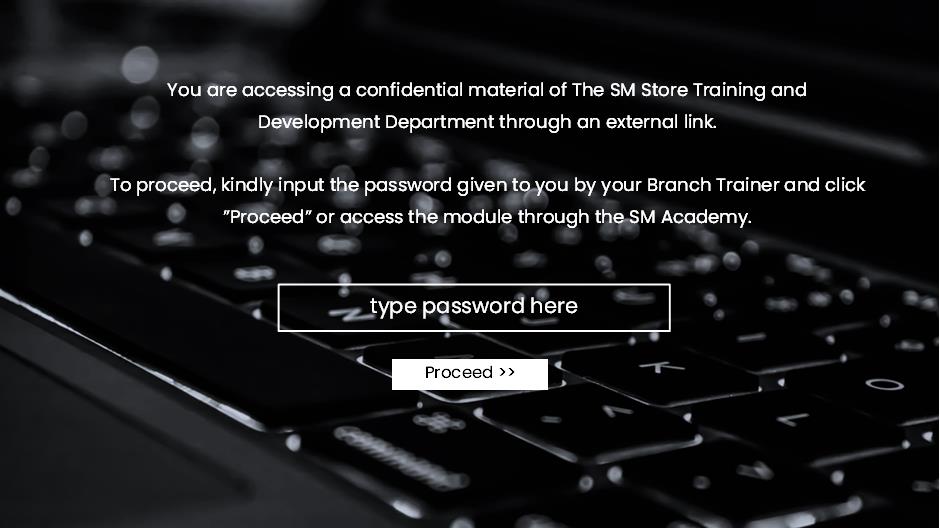 You are accessing a confidential material of The SM Store Training and
Development Department through an external link.
To proceed, kindly input the password given to you by your Branch Trainer and click
"Proceed" or access the module through the SM Academy.
type password here
Proceed >>